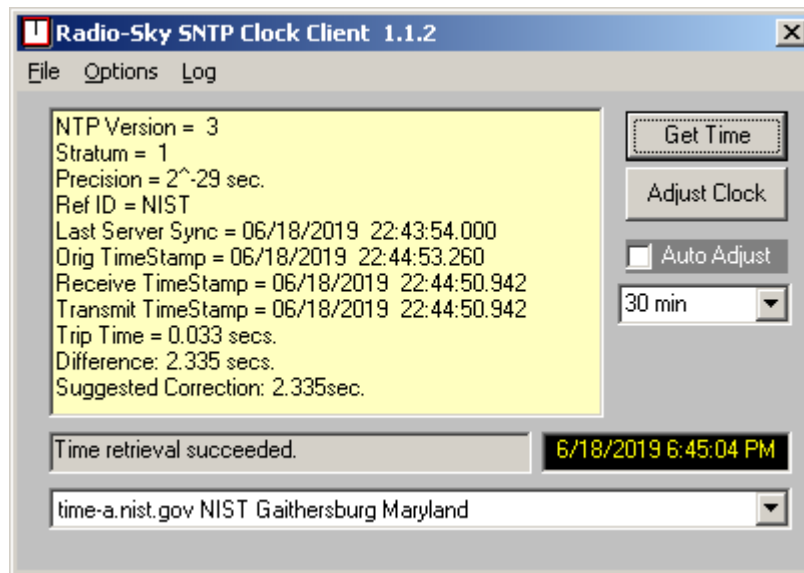 Radio-Sky SNTP Clock Client 1.1.2
File Options Log
NTP Version = 3
Stratum = 1
Precision = 2^-29 sec.
Ref ID = NIST
Last Server Sync = 06/18/2019 22:43:54.000
Orig TimeStamp = 06/18/2019 22:44:53.260
Receive TimeStamp = 06/18/2019 22:44:50.942
Transmit TimeStamp = 06/18/2019 22:44:50.942
Trip Time = 0.033 secs.
Difference: 2.335 secs.
Suggested Correction: 2.335sec.
Get Time
Adjust Clock
Auto Adjust
30 min
Time retrieval succeeded.
6/18/2019 6:45:04 PM
time-a.nist.gov NIST Gaithersburg Maryland